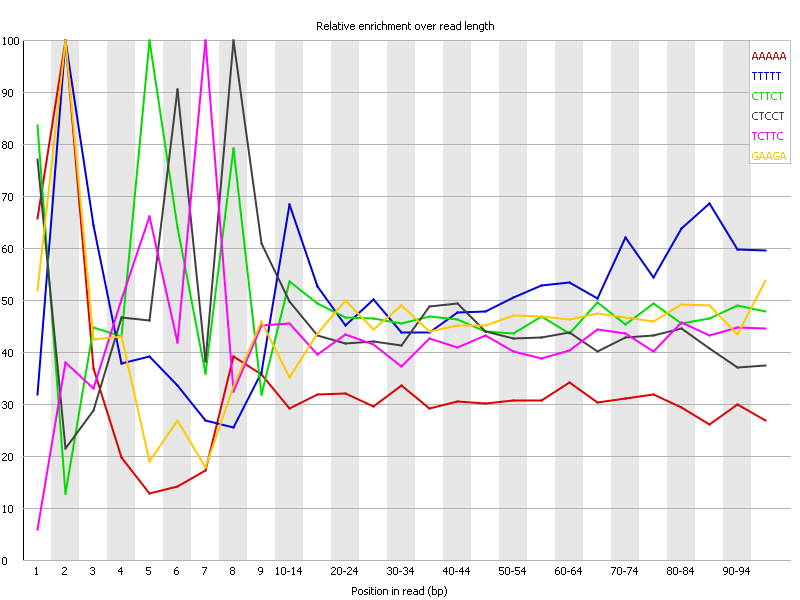 Relative enrichment over read length
100
90
80
70
60
50
40
30
20
10
0
AAAAA
TTTTT
CTTCT
CTCCT
TCTTC
GAAGA
1 2 3 4 5 6 7 8 9 10-14 20-24 30-34 40-44 50-54 60-64 70-74 80-84 90-94
Position in read (bp)